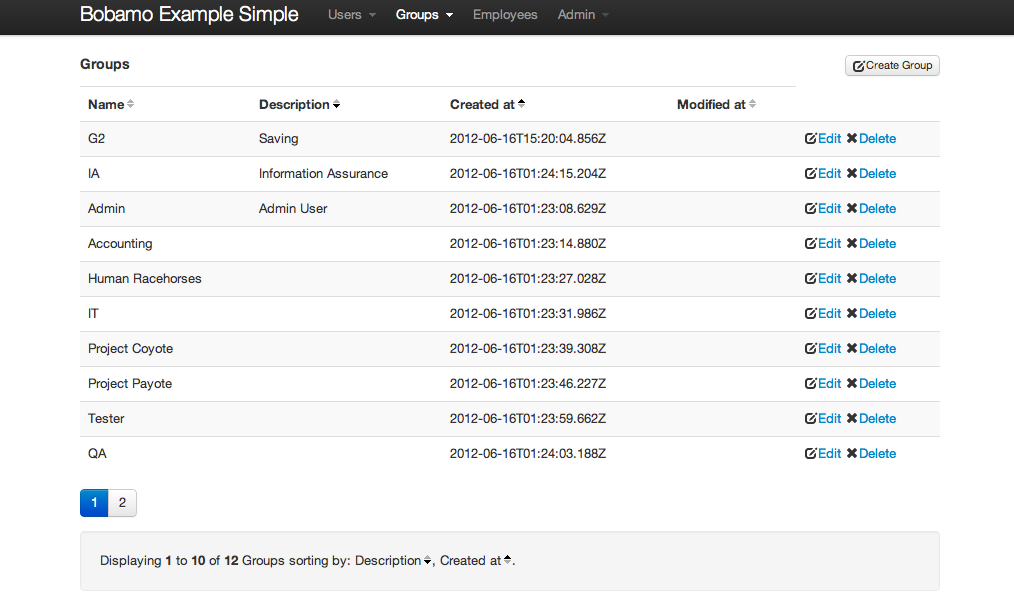 Bobamo Example Simple Users Groups Employees Admin
Groups Create Group
Name Description Created at Modified at
G2 Saving 2012-06-16T15:20:04.856Z Edit Delete
IA Information Assurance 2012-06-16T01:24:15.204Z Edit Delete
Admin Admin User 2012-06-16T01:23:08.629Z Edit Delete
Accounting 2012-06-16T01:23:14.880Z Edit Delete
Human Racehorses 2012-06-16T01:23:27.028Z Edit Delete
IT 2012-06-16T01:23:31.986Z Edit Delete
Project Coyote 2012-06-16T01:23:39.308Z Edit Delete
Project Payote 2012-06-16T01:23:46.227Z Edit Delete
Tester 2012-06-16T01:23:59.662Z Edit Delete
QA 2012-06-16T01:24:03.188Z Edit Delete
1 2
Displaying 1 to 10 of 12 Groups sorting by: Description, Created at.